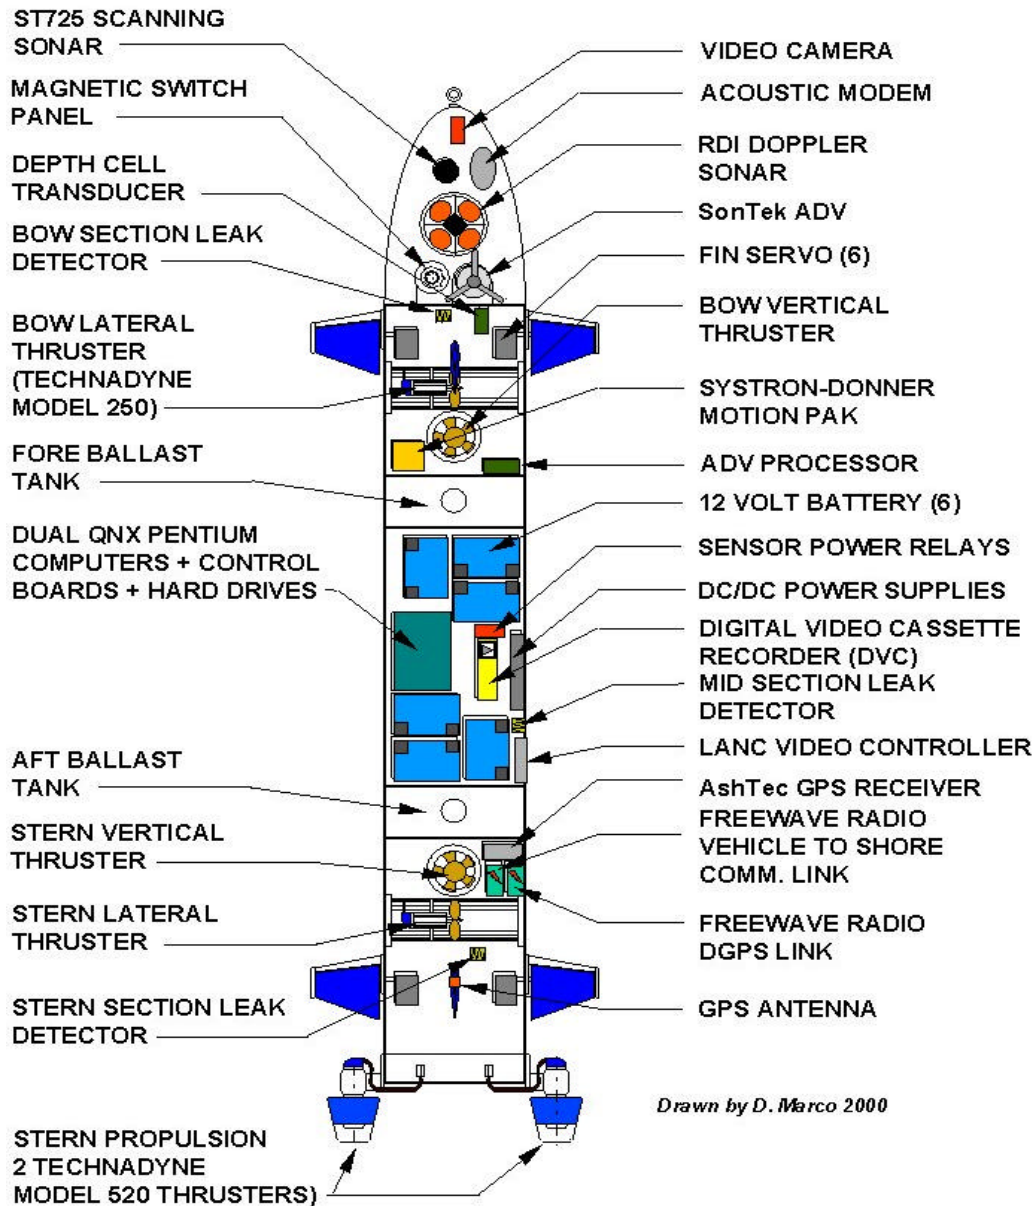 ST725 SCANNING
SONAR
MAGNETIC SWITCH
PANEL
DEPTH CELL
TRANSDUCER
BOW SECTION LEAK
DETECTOR
BOW LATERAL
THRUSTER
(TECHNADYNE
MODEL 250)
FORE BALLAST
TANK
DUAL QNX PENTIUM
COMPUTERS + CONTROL
BOARDS + HARD DRIVES
AFT BALLAST
TANK
STERN VERTICAL
THRUSTER
STERN LATERAL
THRUSTER
STERN SECTION LEAK
DETECTOR
STERN PROPULSION
2 TECHNADYNE
MODEL 520 THRUSTERS)
VIDEO CAMERA
ACOUSTIC MODEM
RDI DOPPLER
SONAR
SonTek ADV
FIN SERVO (6)
BOW VERTICAL
THRUSTER
SYSTRON-DONNER
MOTION PAK
ADV PROCESSOR
12 VOLT BATTERY (6)
SENSOR POWER RELAYS
DC/DC POWER SUPPLIES
DIGITAL VIDEO CASSETTE
RECORDER (DVC)
MID SECTION LEAK
DETECTOR
LANC VIDEO CONTROLLER
AshTec GPS RECEIVER
FREEWAVE RADIO
VEHICLE TO SHORE
COMM. LINK
FREEWAVE RADIO
DGPS LINK
GPS ANTENNA
Drawn by D. Marco 2000